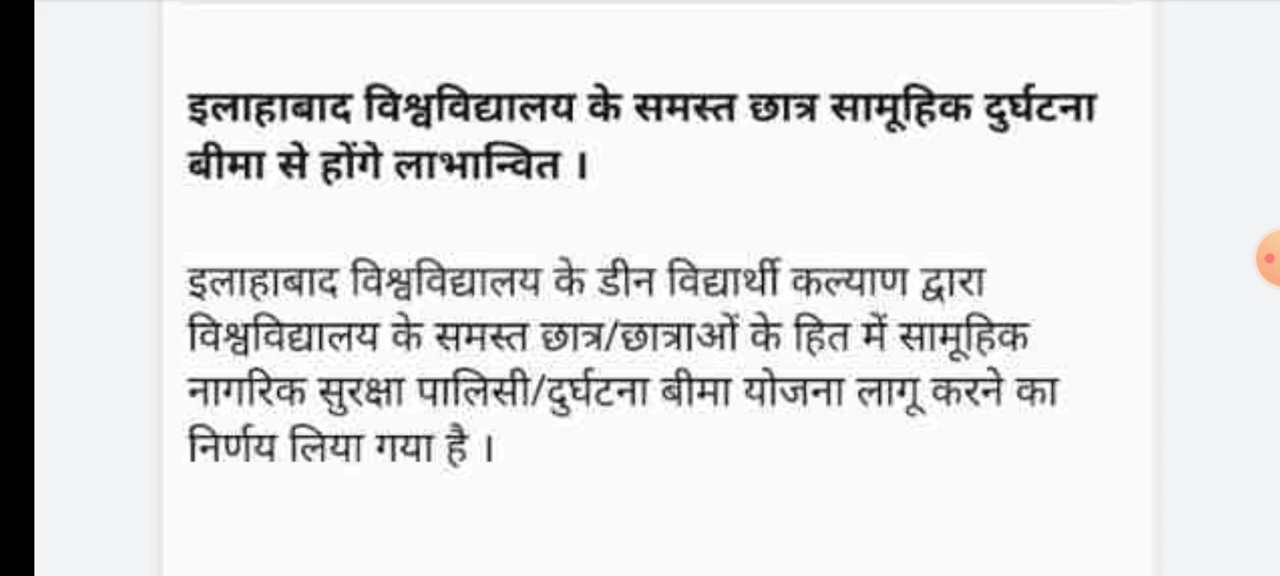 इलाहाबाद विश्वविद्यालय के समस्त छात्र सामूहिक दुर्घटना
बीमा से होंगे लाभान्वित ।
इलाहाबाद विश्वविद्यालय के डीन विद्यार्थी कल्याण द्वारा
विश्वविद्यालय के समस्त छात्र/छात्राओं के हित में सामूहिक
नागरिक सुरक्षा पालिसी/दुर्घटना बीमा योजना लागू करने का
निर्णय लिया गया है ।